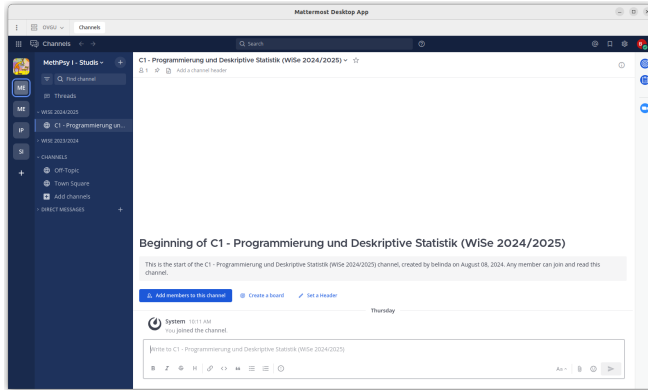 Mattermost Desktop App
OVGU
Channels
Channels
Search
MethPsy I - Studis
C1 - Programmierung und Deskriptive Statistik (WiSe 2024/2025)
1
Add a channel header
Find channel
Threads
ME
WISE 2024/2025
ME
C1 - Programmierung un...
IP
WISE 2023/2024
SI
CHANNELS
Off-Topic
Town Square
Add channels
DIRECT MESSAGES
Beginning of C1 - Programmierung und Deskriptive Statistik (WiSe 2024/2025)
This is the start of the C1 - Programmierung und Deskriptive Statistik (WiSe 2024/2025) channel, created by belinda on August 08, 2024. Any member can join and read this
channel.
Add members to this channel
Create a board
Set a Header
Thursday
System 10:11 AM
You joined the channel.
Write to C1 - Programmierung und Deskriptive Statistik (WiSe 2024/2025)
B I S H
Aa